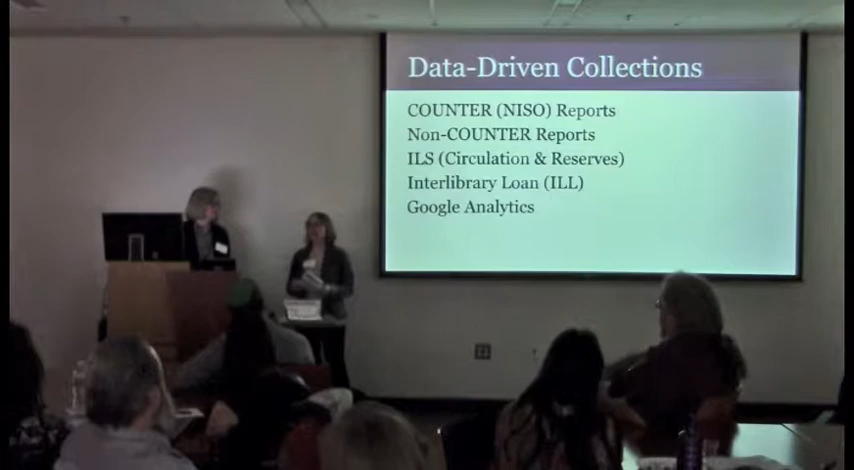 Data-Driven Collections
COUNTER (NISO) Reports
Non-COUNTER Reports
ILS (Circulation & Reserves)
Interlibrary Loan (ILL)
Google Analytics